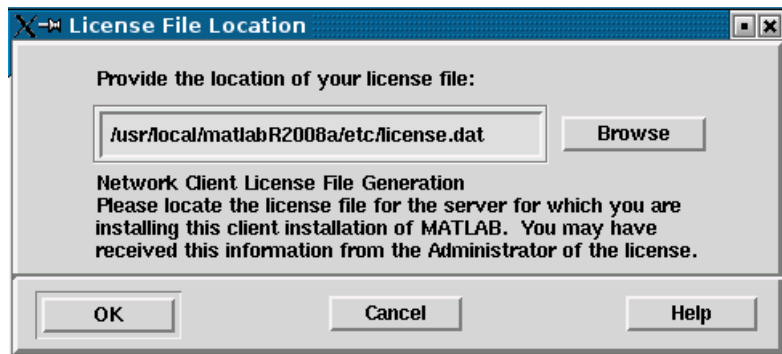 License File Location
Provide the location of your license file:
/usr/local/matlabR2008a/etc/license.dat
Browse
Network Client License File Generation
Please locate the license file for the server for which you are
installing this client installation of MATLAB. You may have
received this information from the Administrator of the license.
OK
Cancel
Help